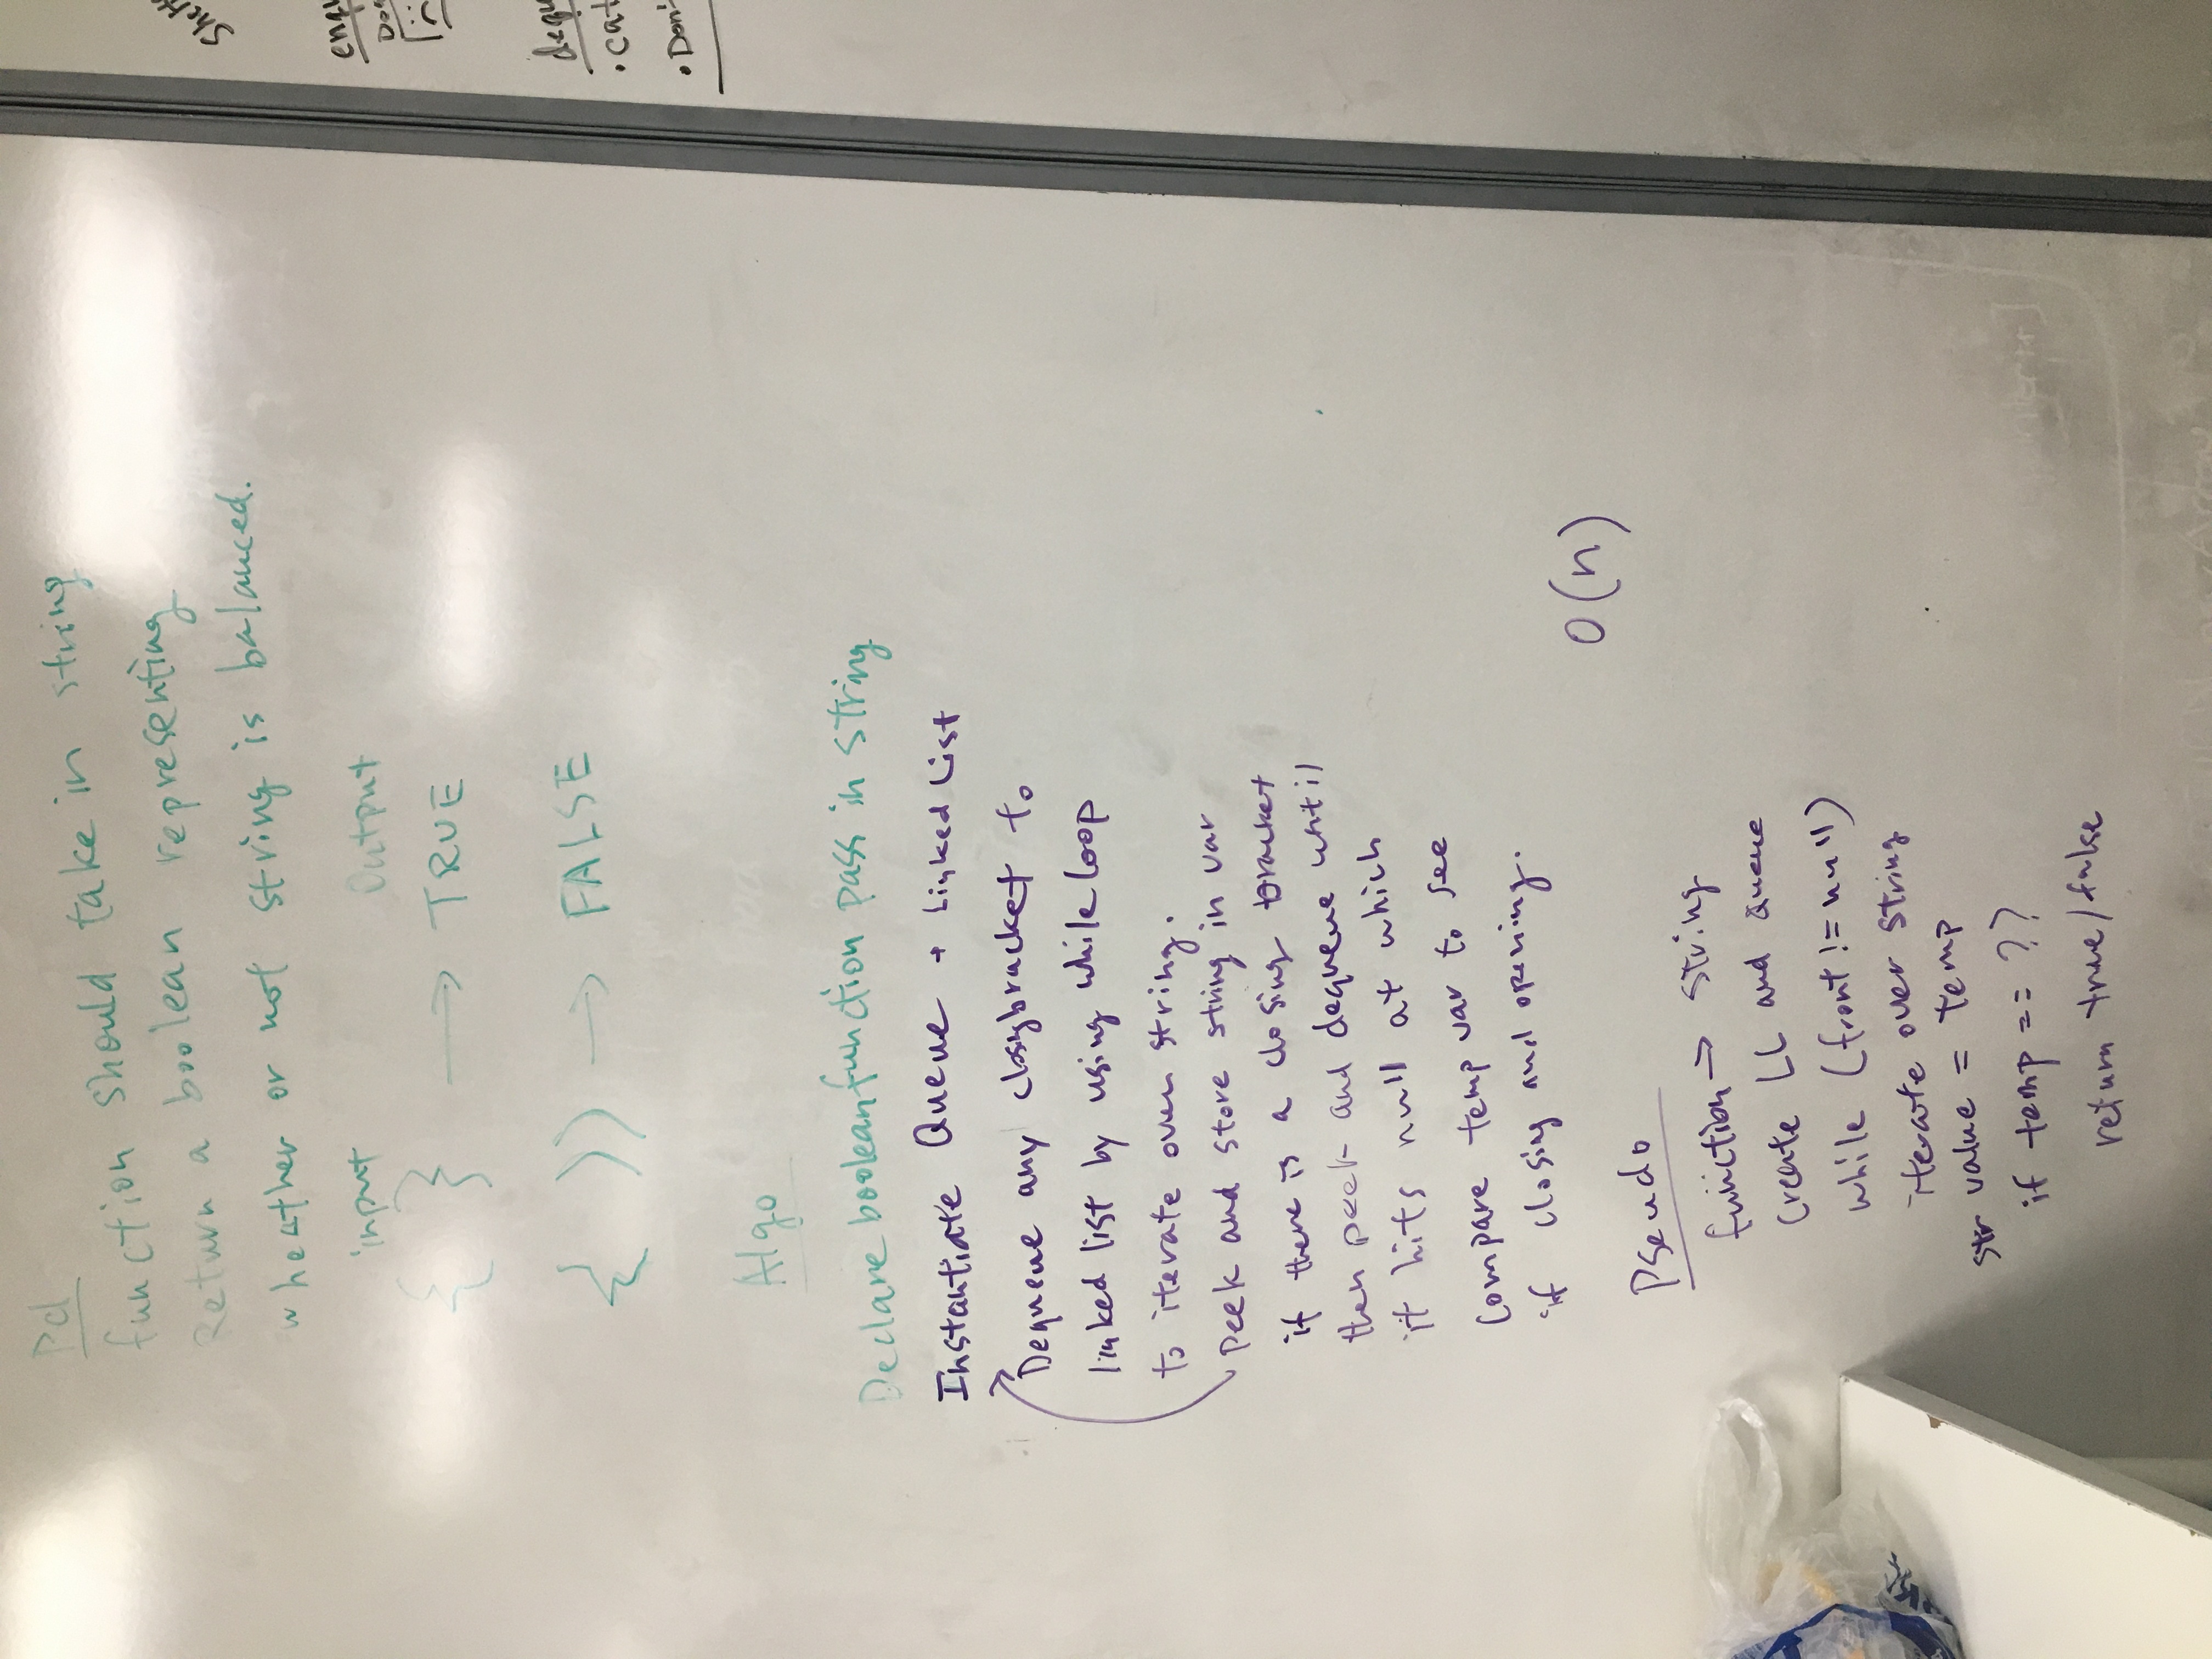 Pd
function should take in string
Return a boolean representing
wheather or not string is balanced.
input Output
{ } → TRUE
{ )) → FALSE
Algo
Declare boolean function pass in string
Instantiate Queue + Linked List
Dequeue any closingbracket to
linked list by using while loop
to iterate over string.
Peek and store string in var
if there is a closing bracket
then peek and dequeue until
it hits null at which
compare temp var to see
if closing and opening.
O(n)
Pseudo
function → string
Create LL and Queue
while (front != null)
iterate over string
str value = temp
if temp == ??
return true/false
enqu
dequ
• cat
• Don't